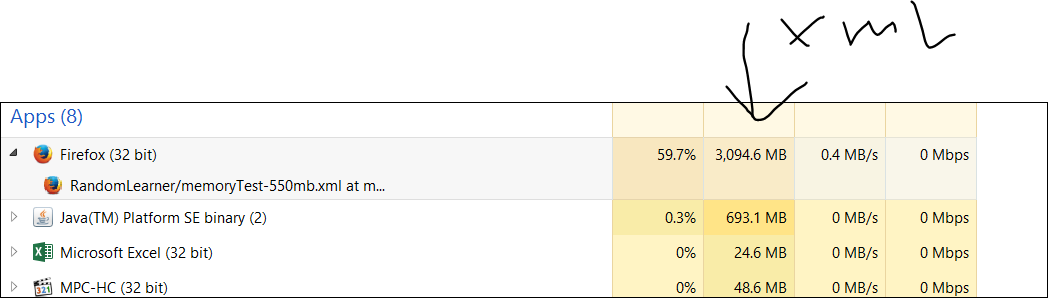 xml
Apps (8)
Firefox (32 bit) 59.7% 3,094.6 MB 0.4 MB/s 0 Mbps
RandomLearner/memoryTest-550mb.xml at m...
Java(TM) Platform SE binary (2) 0.3% 693.1 MB 0 MB/s 0 Mbps
Microsoft Excel (32 bit) 0% 24.6 MB 0 MB/s 0 Mbps
321
MPC-HC (32 bit) 0% 48.6 MB 0 MB/s 0 Mbps